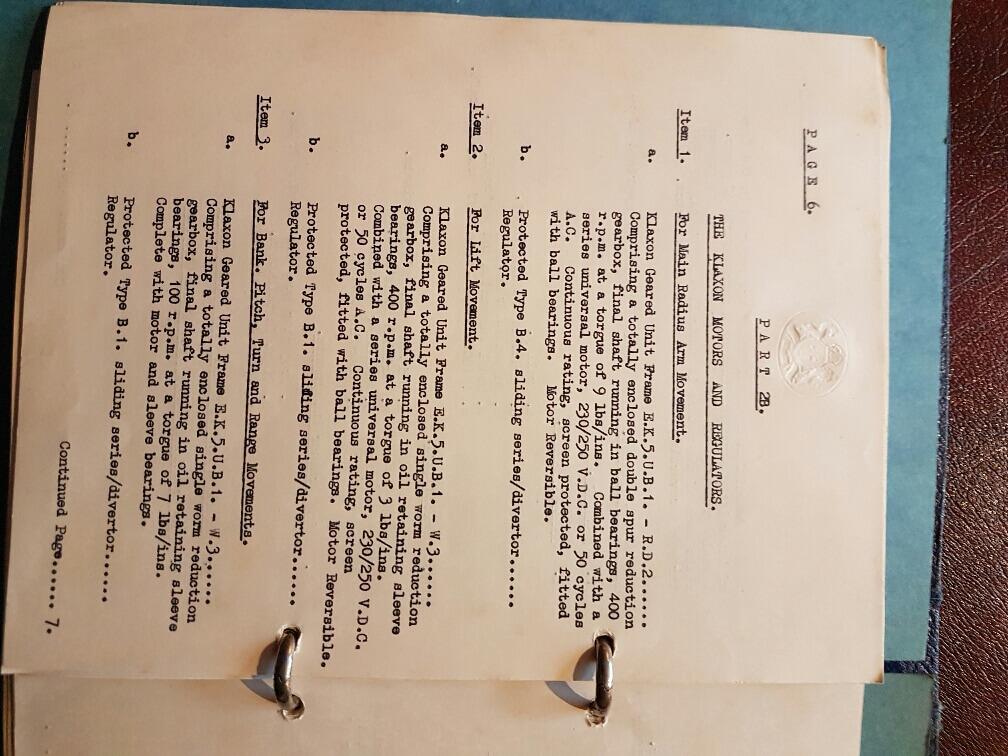 PAGE 6.
PART 2B.
THE KLAXON MOTORS AND REGULATORS.
Item 1. For Main Radius Arm Movement.
a. Klaxon Geared Unit Frame E.K.5.U.B.1. - R.D.2......
Comprising a totally enclosed double spur reduction
gearbox, final shaft running in ball bearings, 400
r.p.m. at a torgue of 9 lbs/ins. Combined with a
series universal motor, 230/250 V.D.C. or 50 cycles
A.C. Continuous rating, screen protected, fitted
with ball bearings. Motor Reversible.
b. Protected Type B.4. sliding series/divertor......
Regulator.
Item 2. For Lift Movement.
a. Klaxon Geared Unit Frame E.K.5.U.B.1. - W.3......
Comprising a totally enclosed single worm reduction
gearbox, final shaft running in oil retaining sleeve
bearings, 400 r.p.m. at a torgue of 3 lbs/ins.
Combined with a series universal motor, 230/250 V.D.C.
or 50 cycles A.C. Continuous rating, screen
protected, fitted with ball bearings. Motor Reversible.
b. Protected Type B.1. sliding series/divertor......
Regulator.
Item 3. For Bank. Pitch, Turn and Range Movements.
a. Klaxon Geared Unit Frame E.K.5.U.B.1. - W.3......
Comprising a totally enclosed single worm reduction
gearbox, final shaft running in oil retaining sleeve
bearings, 100 r.p.m. at a torgue of 7 lbs/ins.
Complete with motor and sleeve bearings.
b. Protected Type B.1. sliding series/divertor......
Regulator.
Continued Page...... 7.